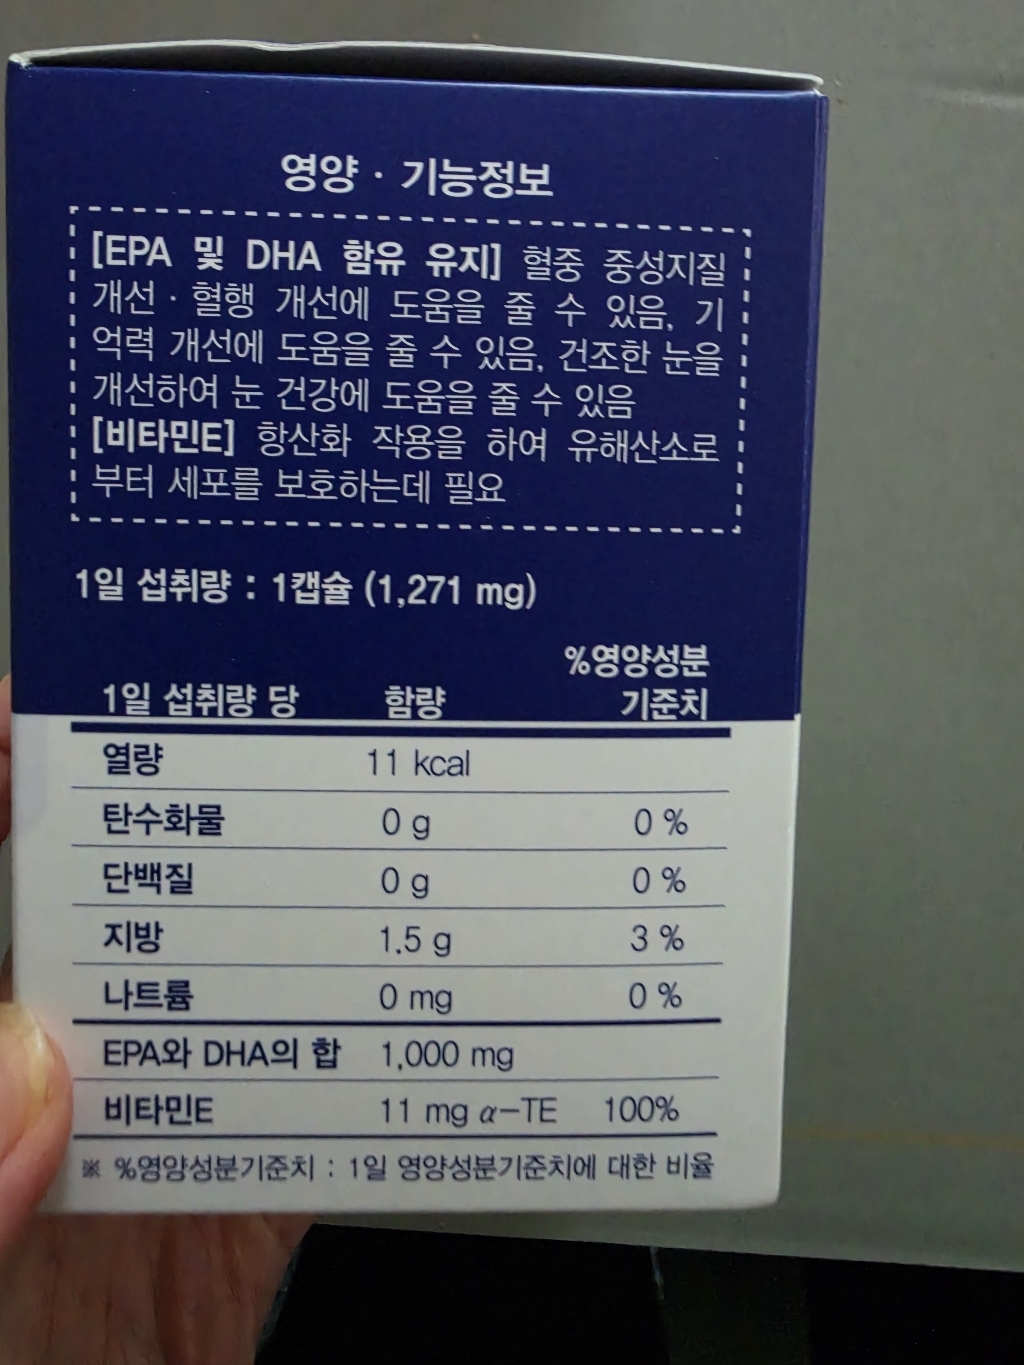 영양 · 기능정보
[EPA 및 DHA 함유 유지] 혈중 중성지질
개선 · 혈행 개선에 도움을 줄 수 있음, 기
억력 개선에 도움을 줄 수 있음, 건조한 눈을
개선하여 눈 건강에 도움을 줄 수 있음
[비타민E] 항산화 작용을 하여 유해산소로
부터 세포를 보호하는데 필요
1일 섭취량 : 1캡슐 (1,271 mg)
%영양성분
1일 섭취량 당 함량 기준치
열량 11 kcal
탄수화물 0 g 0 %
단백질 0 g 0 %
지방 1.5 g 3 %
나트륨 0 mg 0 %
EPA와 DHA의 합 1,000 mg
비타민E 11 mg α-TE 100%
※ %영양성분기준치 : 1일 영양성분기준치에 대한 비율